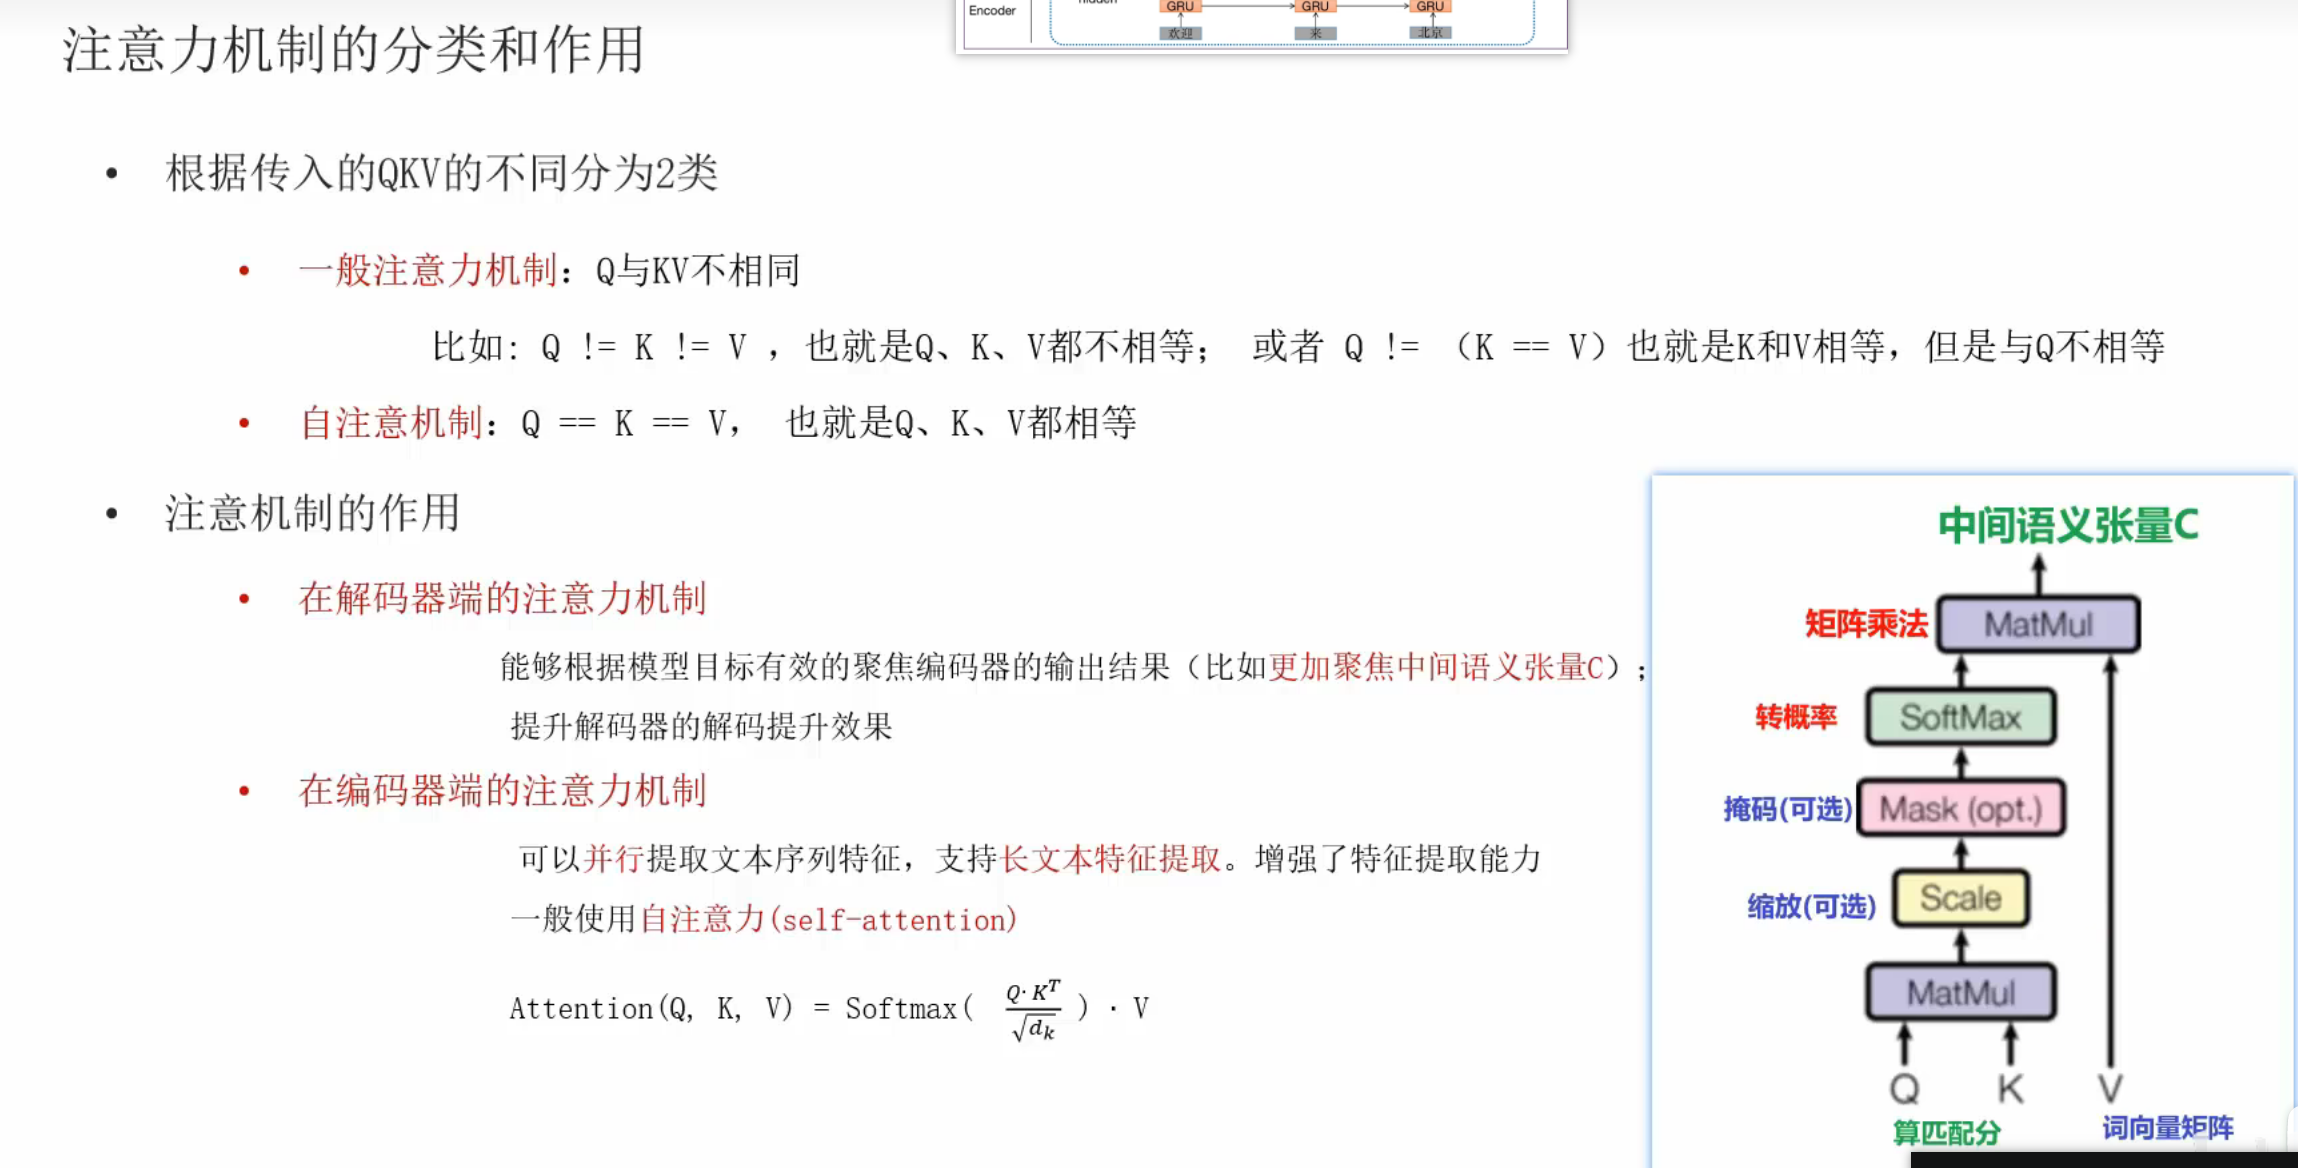 Encoder
GRU GRU GRU
欢迎 来 北京
注意力机制的分类和作用
• 根据传入的QKV的不同分为2类
• 一般注意力机制：Q与KV不相同
比如: Q != K != V ，也就是Q、K、V都不相等； 或者 Q != （K == V）也就是K和V相等，但是与Q不相等
• 自注意机制：Q == K == V， 也就是Q、K、V都相等
• 注意机制的作用
• 在解码器端的注意力机制
能够根据模型目标有效的聚焦编码器的输出结果（比如更加聚焦中间语义张量C）；
提升解码器的解码提升效果
• 在编码器端的注意力机制
可以并行提取文本序列特征，支持长文本特征提取。增强了特征提取能力
一般使用自注意力(self-attention)
Attention(Q, K, V) = Softmax( Q·K^T / √d_k ) · V
中间语义张量C
矩阵乘法 MatMul
转概率 SoftMax
掩码(可选) Mask (opt.)
缩放(可选) Scale
MatMul
Q K V
算匹配分 词向量矩阵